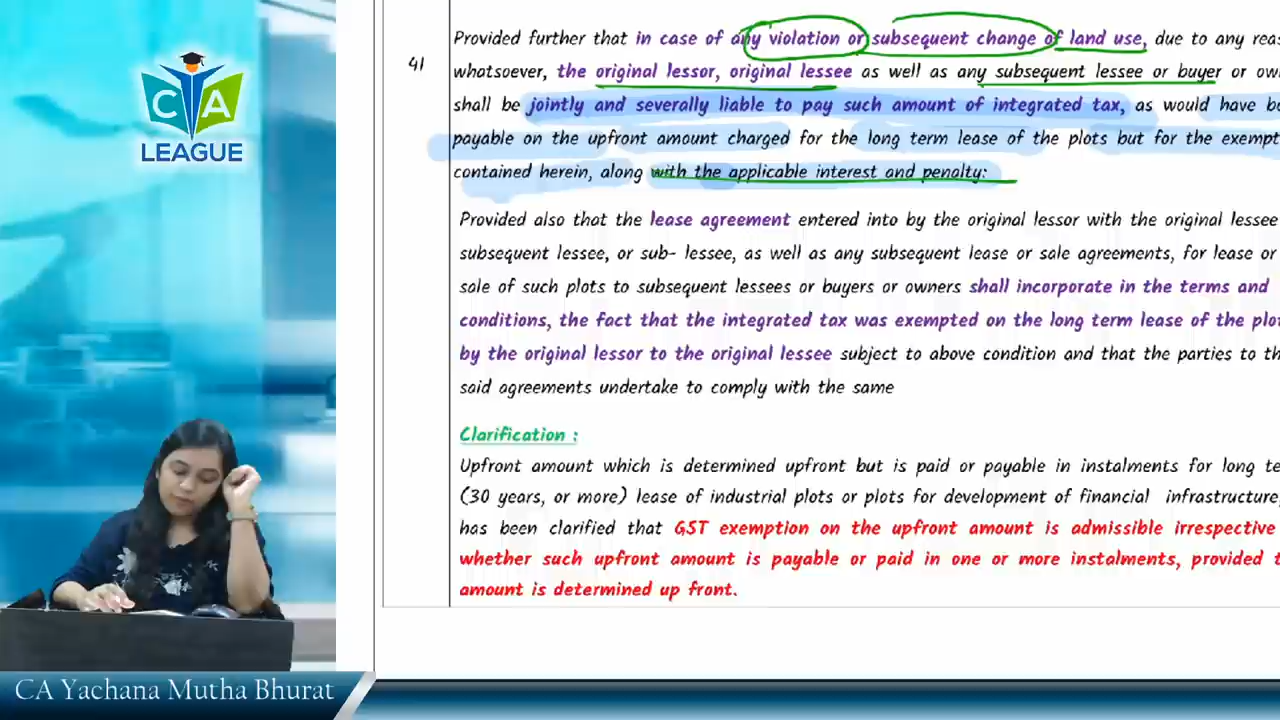 Provided further that in case of any violation or subsequent change of land use, due to any
41
whatsoever, the original lessor, original lessee as well as any subsequent lessee or buyer or
shall be jointly and severally liable to pay such amount of integrated tax, as would have
payable on the upfront amount charged for the long term lease of the plots but for the
contained herein, along with the applicable interest and penalty:
Provided also that the lease agreement entered into by the original lessor with the original lessee
subsequent lessee, or sub- lessee, as well as any subsequent lease or sale agreements, for lease or
sale of such plots to subsequent lessees or buyers or owners shall incorporate in the terms and
conditions, the fact that the integrated tax was exempted on the long term lease of the
by the original lessor to the original lessee subject to above condition and that the parties to
said agreements undertake to comply with the same
Clarification :
Upfront amount which is determined upfront but is paid or payable in instalments for long
(30 years, or more) lease of industrial plots or plots for development of financial infrastructure,
has been clarified that GST exemption on the upfront amount is admissible irrespective
whether such upfront amount is payable or paid in one or more instalments, provided
amount is determined up front.
CA
LEAGUE
CA Yachana Mutha Bhurat